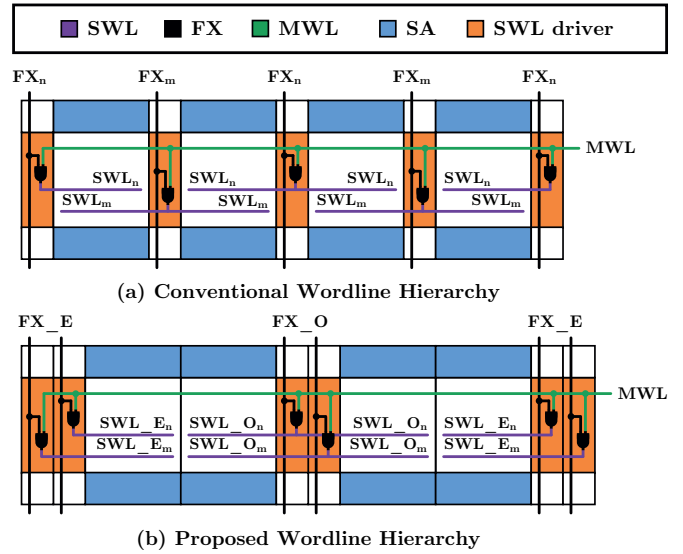 SWL FX MWL SA SWL driver
FXn FXm FXn FXm FXn
MWL
SWLn SWLn SWLn SWLn
SWLm SWLm SWLm SWLm
(a) Conventional Wordline Hierarchy
FX_E FX_O FX_E
MWL
SWL_En SWL_On SWL_On SWL_En
SWL_Em SWL_Om SWL_Om SWL_Em
(b) Proposed Wordline Hierarchy